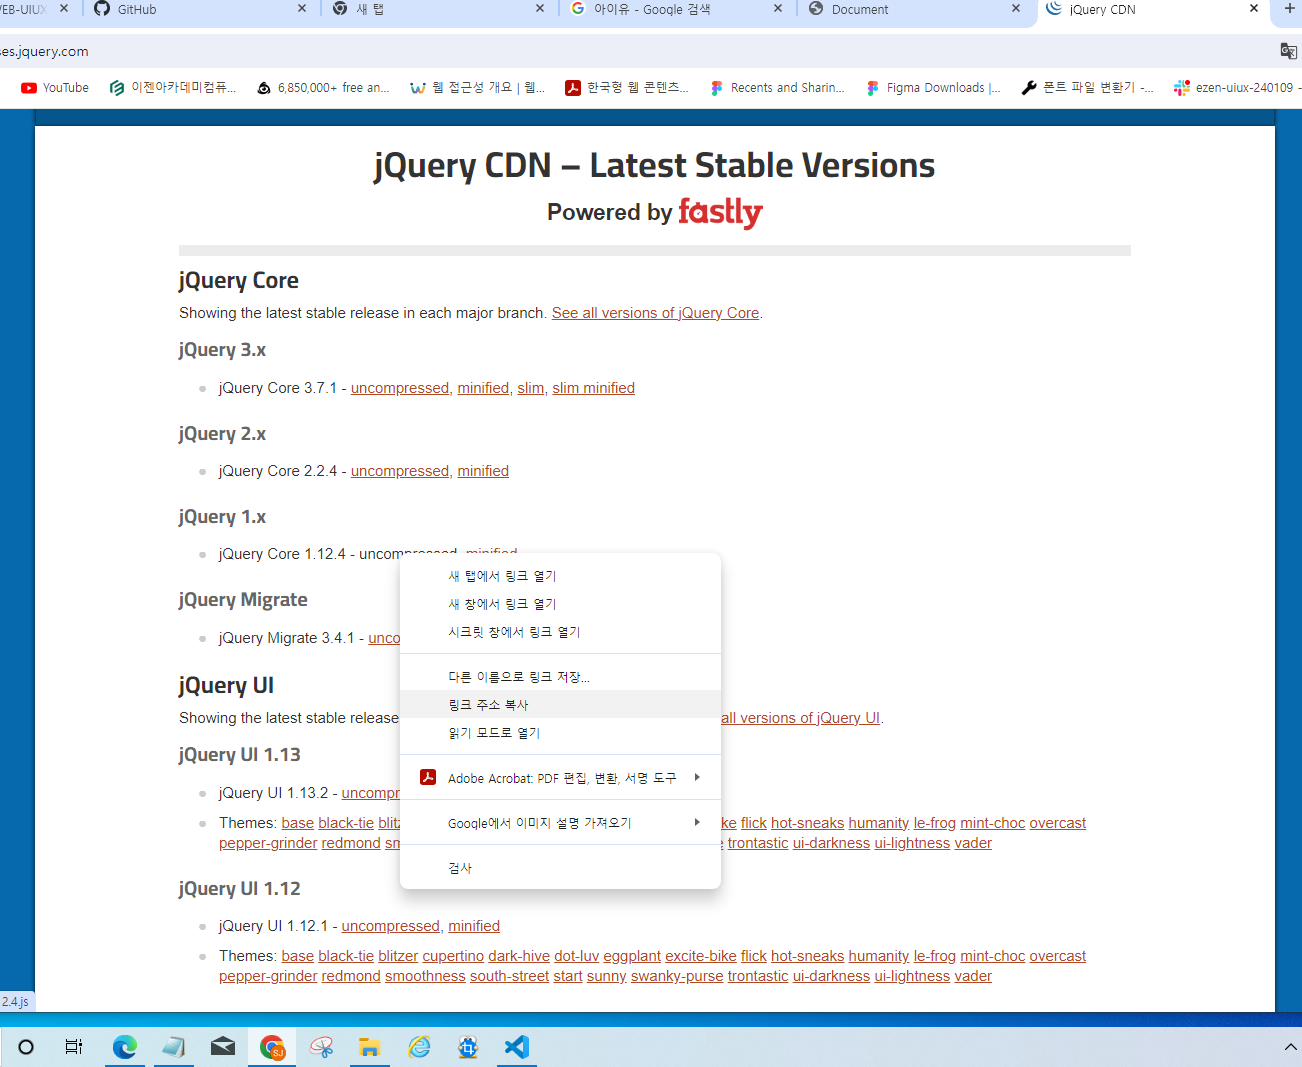 WEB-UIUX
GitHub
새 탭
아이유 - Google 검색
Document
jQuery CDN
ses.jquery.com
YouTube
이젠아카데미컴퓨...
6,850,000+ free an...
웹 접근성 개요 | 웹...
한국형 웹 콘텐츠...
Recents and Sharin...
Figma Downloads |...
폰트 파일 변환기 -...
ezen-uiux-240109 -
jQuery CDN – Latest Stable Versions
Powered by fastly
jQuery Core
Showing the latest stable release in each major branch. See all versions of jQuery Core.
jQuery 3.x
jQuery Core 3.7.1 - uncompressed, minified, slim, slim minified
jQuery 2.x
jQuery Core 2.2.4 - uncompressed, minified
jQuery 1.x
jQuery Core 1.12.4 - uncompressed, minified
새 탭에서 링크 열기
새 창에서 링크 열기
시크릿 창에서 링크 열기
다른 이름으로 링크 저장...
링크 주소 복사
읽기 모드로 열기
Adobe Acrobat: PDF 편집, 변환, 서명 도구
Google에서 이미지 설명 가져오기
검사
jQuery Migrate
jQuery Migrate 3.4.1 - unco
jQuery UI
Showing the latest stable release all versions of jQuery UI.
jQuery UI 1.13
jQuery UI 1.13.2 - uncompr
Themes: base black-tie blitz ke flick hot-sneaks humanity le-frog mint-choc overcast
pepper-grinder redmond sm e trontastic ui-darkness ui-lightness vader
jQuery UI 1.12
jQuery UI 1.12.1 - uncompressed, minified
Themes: base black-tie blitzer cupertino dark-hive dot-luv eggplant excite-bike flick hot-sneaks humanity le-frog mint-choc overcast
pepper-grinder redmond smoothness south-street start sunny swanky-purse trontastic ui-darkness ui-lightness vader
2.4.js
SJ